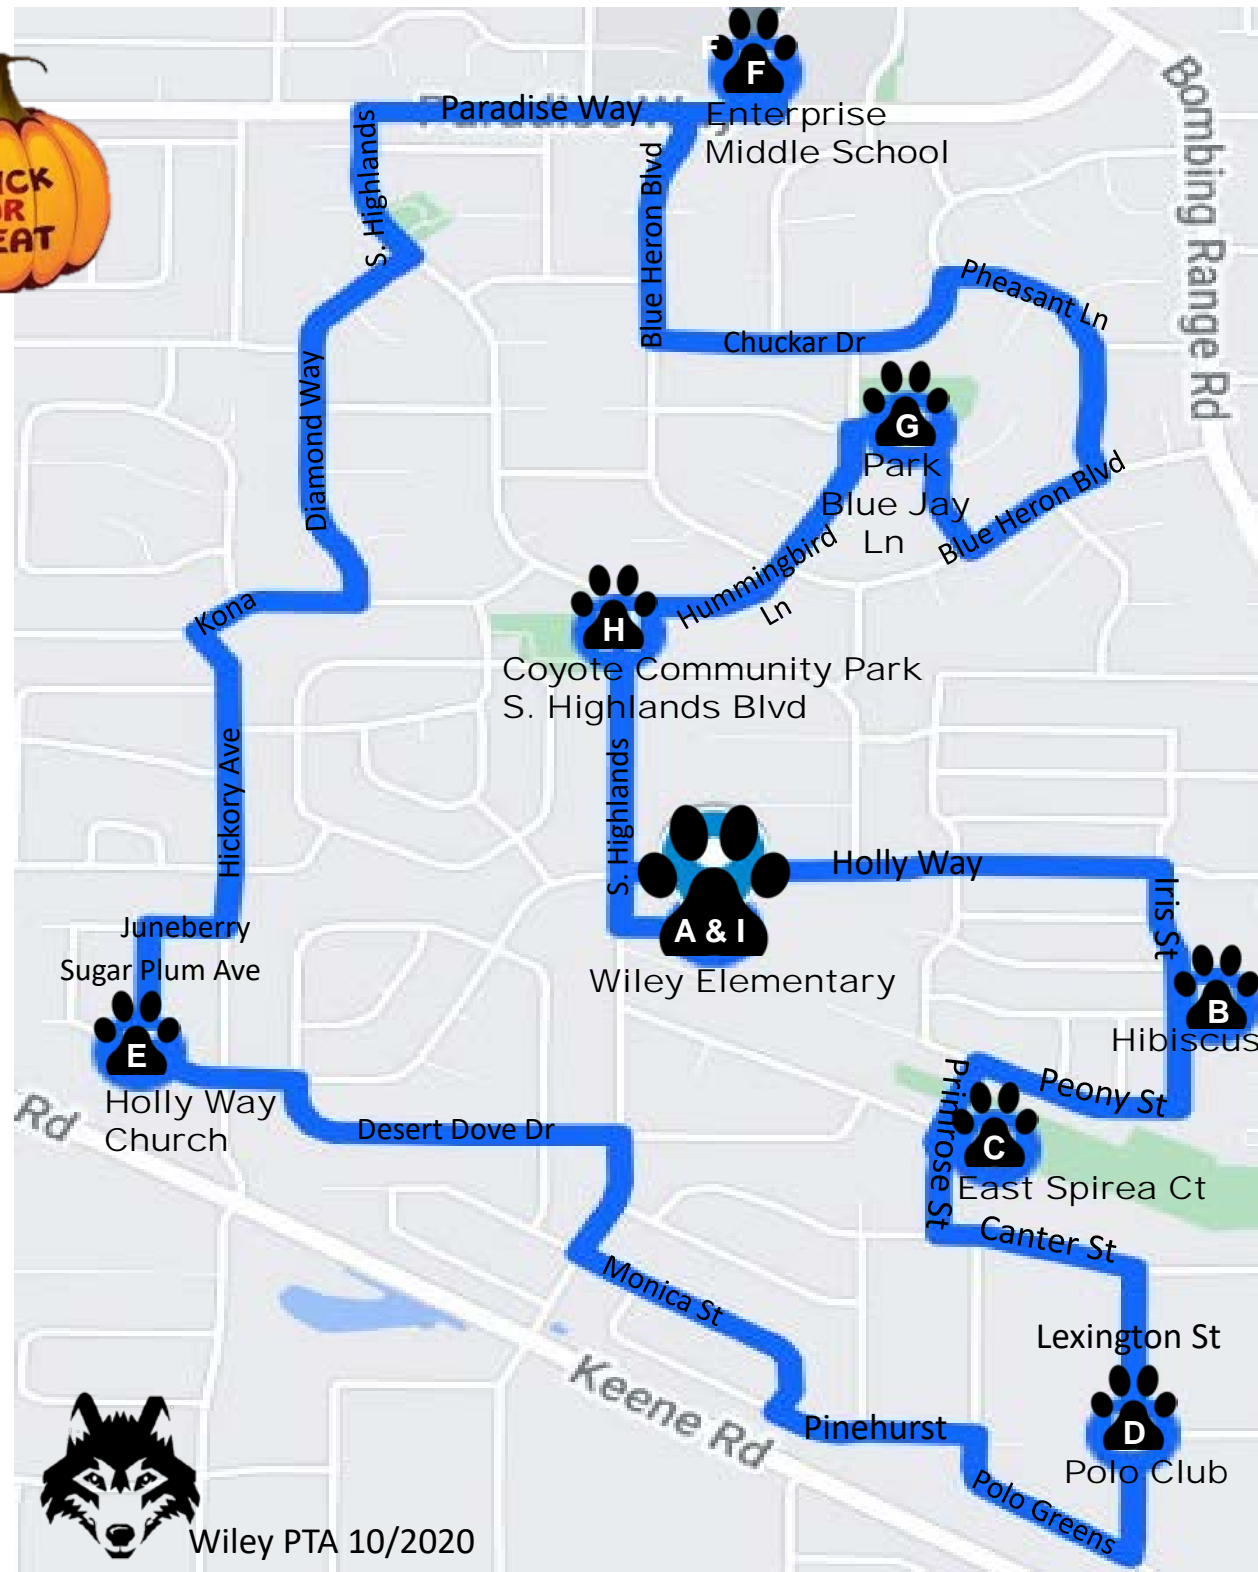 F
F
Paradise Way
Enterprise
Middle School
Bombing Range Rd
S. Highlands
Blue Heron Blvd
OR
Pheasant Ln
Chuckar Dr
Diamond Way
G
Park
Blue Jay
Ln
Blue Heron Blvd
Hummingbird
Ln
Kona
H
Coyote Community Park
S. Highlands Blvd
S. Highlands
Hickory Ave
Holly Way
Iris St
A & I
Wiley Elementary
Juneberry
Sugar Plum Ave
B
Hibiscus
E
Holly Way
Church
Rd
Desert Dove Dr
Peony St
Primrose St
C
East Spirea Ct
Canter St
Monica St
Lexington St
Keene Rd
Pinehurst
D
Polo Club
Polo Greens
Wiley PTA 10/2020